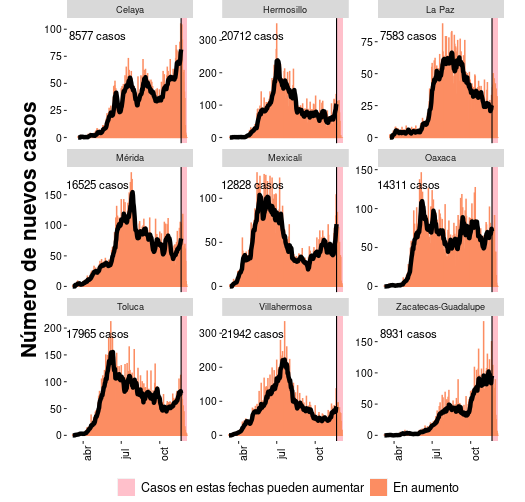 Número de nuevos casos
Celaya Hermosillo La Paz
8577 casos 20712 casos 7583 casos
100 75 50 25 0
300 200 100 0
75 50 25 0
Mérida Mexicali Oaxaca
16525 casos 12828 casos 14311 casos
150 100 50 0
100 50 0
150 100 50 0
Toluca Villahermosa Zacatecas-Guadalupe
17965 casos 21942 casos 8931 casos
200 150 100 50 0
300 200 100 0
150 100 50 0
abr jul oct abr jul oct abr jul oct
Casos en estas fechas pueden aumentar En aumento